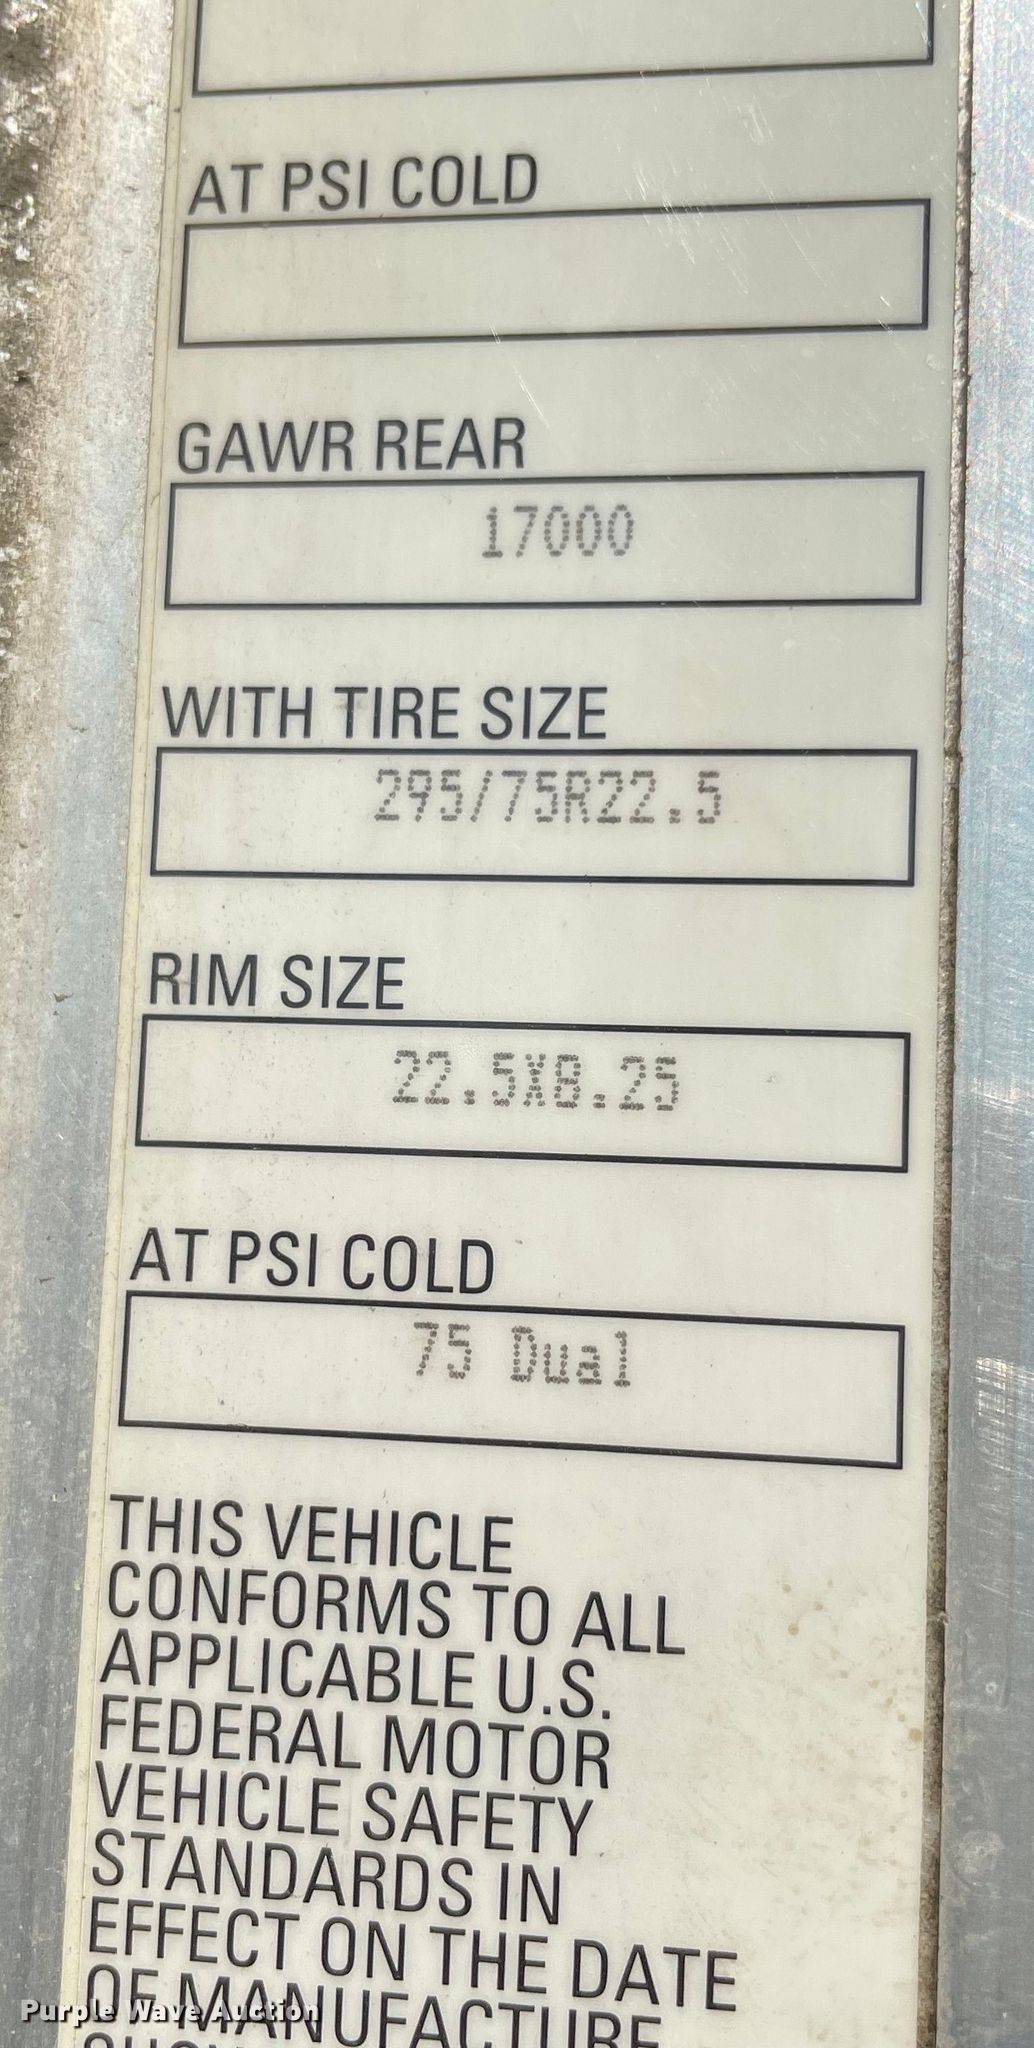 AT PSI COLD
GAWR REAR
17000
WITH TIRE SIZE
295/75R22.5
RIM SIZE
22.5X8.25
AT PSI COLD
75 Dual
THIS VEHICLE
CONFORMS TO ALL
APPLICABLE U.S.
FEDERAL MOTOR
VEHICLE SAFETY
STANDARDS IN
EFFECT ON THE DATE
OF MANUFACTURE
Purple Wave Auction